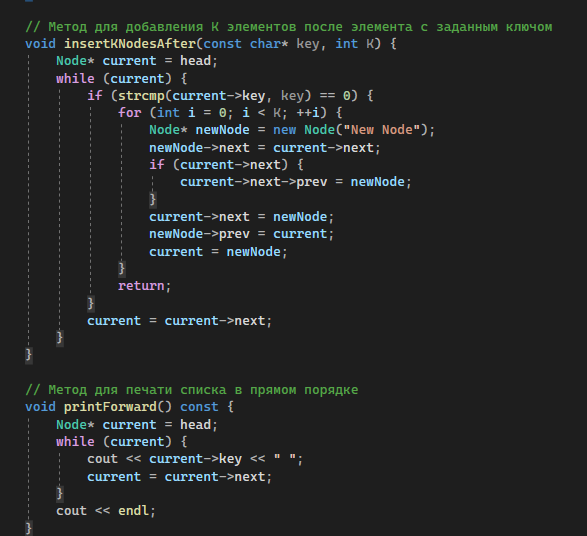 // Метод для добавления К элементов после элемента с заданным ключом
void insertKNodesAfter(const char* key, int K) {
    Node* current = head;
    while (current) {
        if (strcmp(current->key, key) == 0) {
            for (int i = 0; i < K; ++i) {
                Node* newNode = new Node("New Node");
                newNode->next = current->next;
                if (current->next) {
                    current->next->prev = newNode;
                }
                current->next = newNode;
                newNode->prev = current;
                current = newNode;
            }
            return;
        }
        current = current->next;
    }
}

// Метод для печати списка в прямом порядке
void printForward() const {
    Node* current = head;
    while (current) {
        cout << current->key << " ";
        current = current->next;
    }
    cout << endl;
}